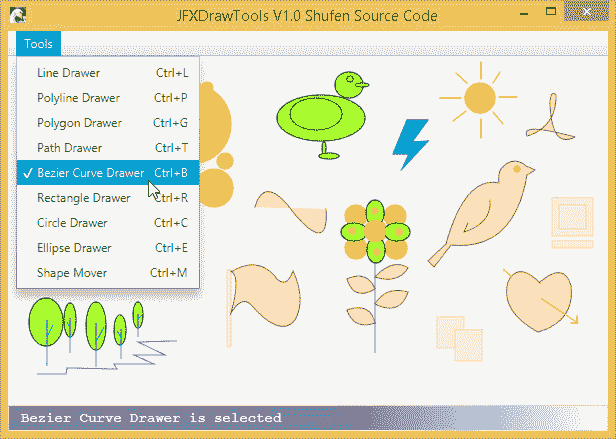 JFXDrawTools V1.0 Shufen Source Code
Tools
Line Drawer Ctrl+L
Polyline Drawer Ctrl+P
Polygon Drawer Ctrl+G
Path Drawer Ctrl+T
Bezier Curve Drawer Ctrl+B
Rectangle Drawer Ctrl+R
Circle Drawer Ctrl+C
Ellipse Drawer Ctrl+E
Shape Mover Ctrl+M
Bezier Curve Drawer is selected